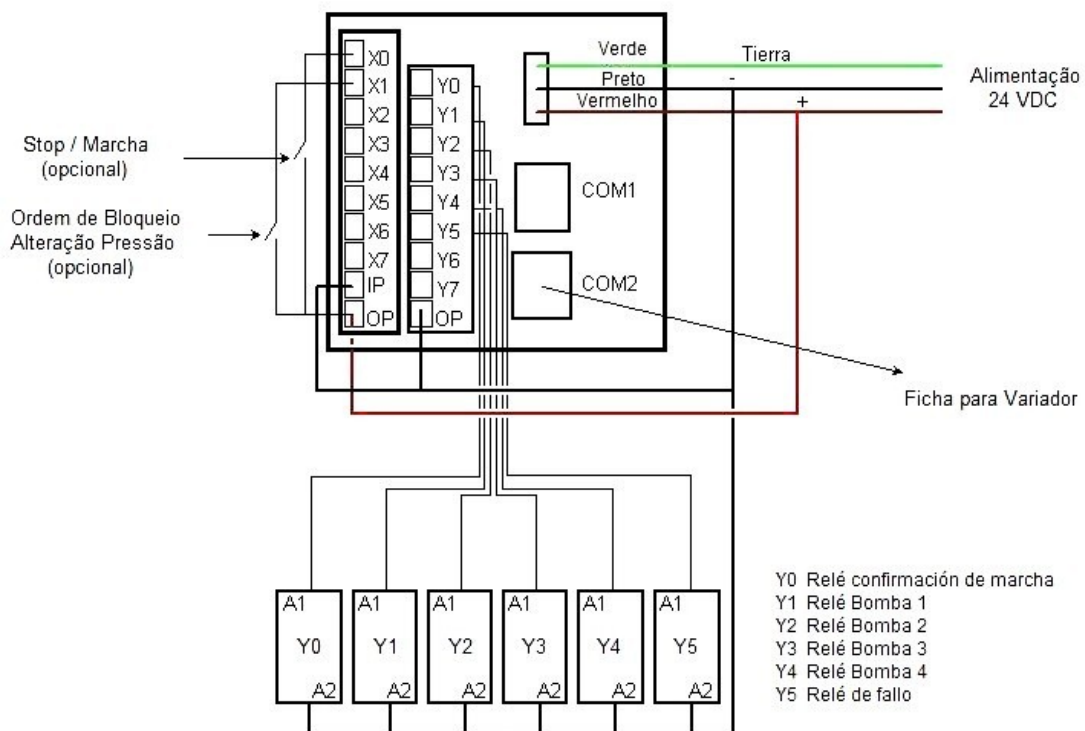 X0
X1
X2
X3
X4
X5
X6
X7
IP
OP
Y0
Y1
Y2
Y3
Y4
Y5
Y6
Y7
OP
Verde
Preto
Vermelho
Tierra
-
+
Alimentação
24 VDC
COM1
COM2
Stop / Marcha
(opcional)
Ordem de Bloqueio
Alteração Pressão
(opcional)
Ficha para Variador
A1
Y0
A2
A1
Y1
A2
A1
Y2
A2
A1
Y3
A2
A1
Y4
A2
A1
Y5
A2
Y0 Relé confirmación de marcha
Y1 Relé Bomba 1
Y2 Relé Bomba 2
Y3 Relé Bomba 3
Y4 Relé Bomba 4
Y5 Relé de fallo